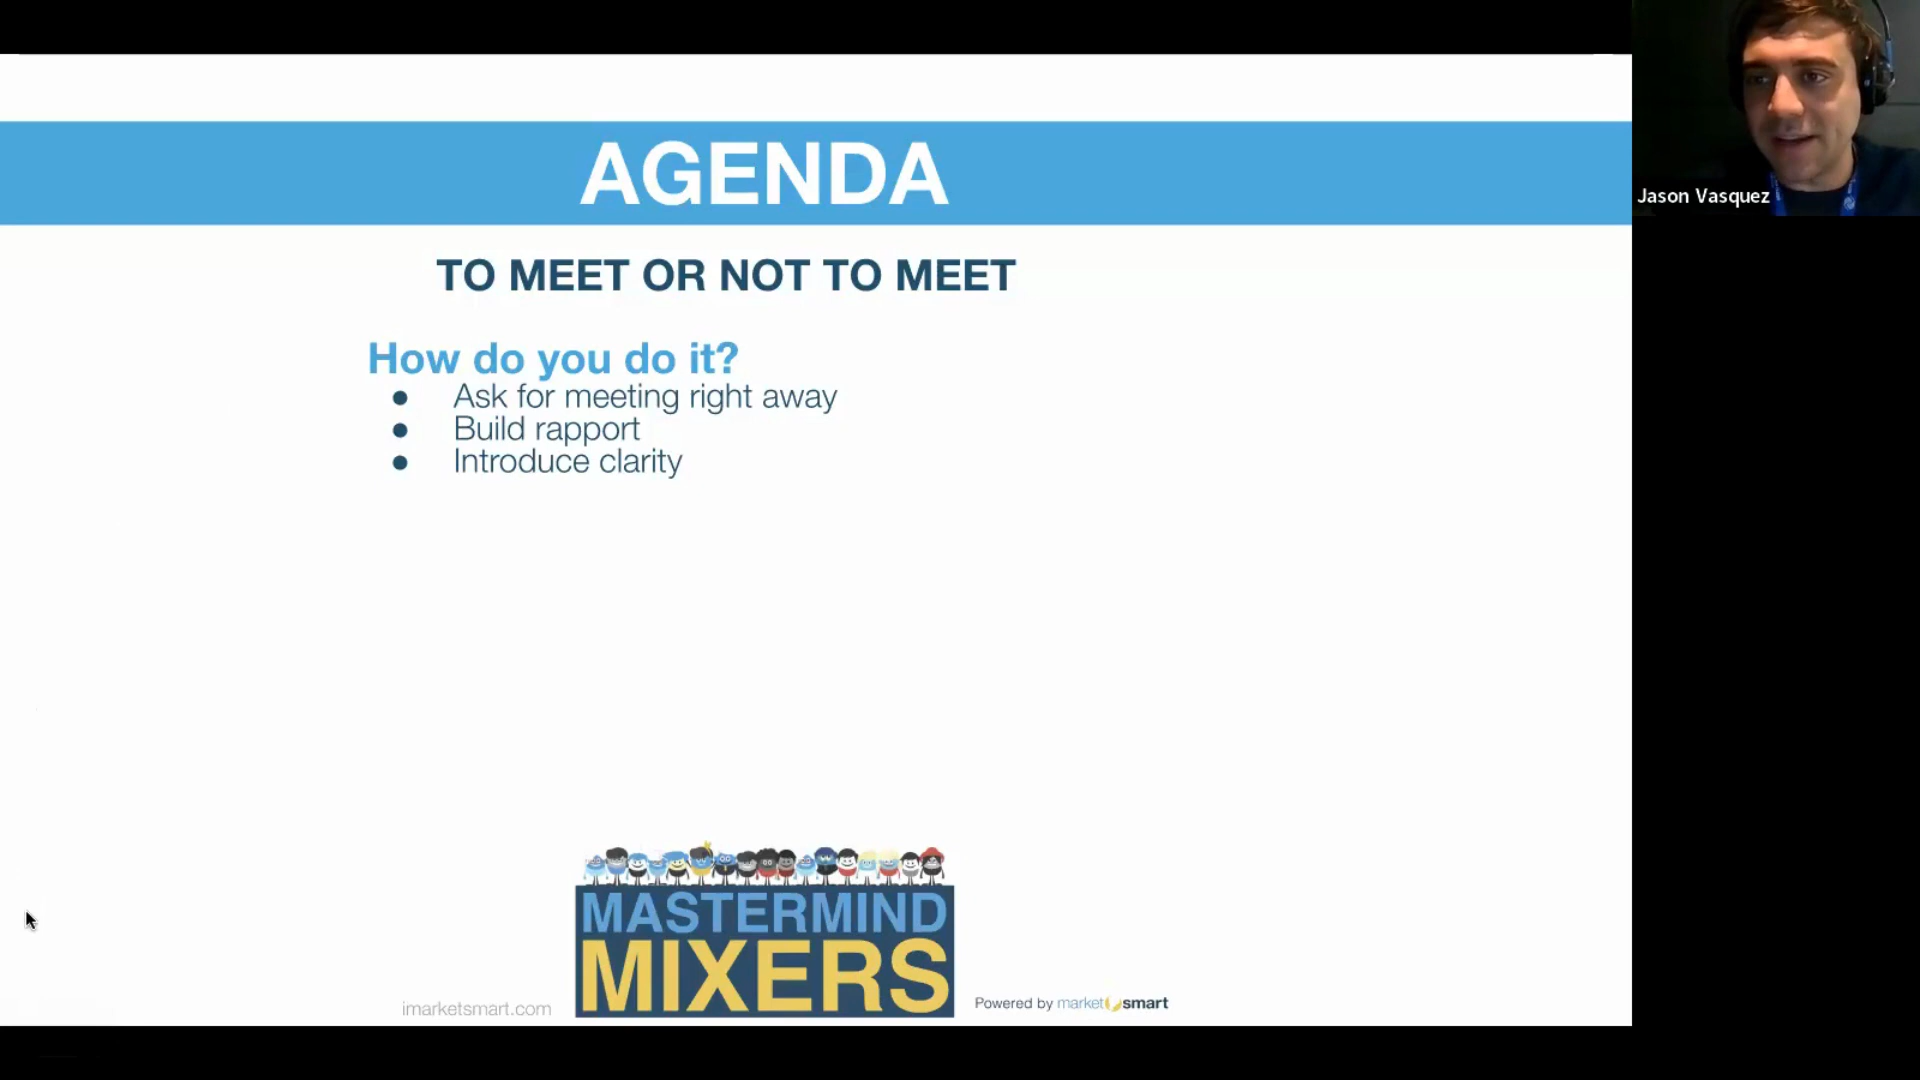 AGENDA
Jason Vasquez
TO MEET OR NOT TO MEET
How do you do it?
● Ask for meeting right away
● Build rapport
● Introduce clarity
MASTERMIND
MIXERS
imarketsmart.com
Powered by marketsmart